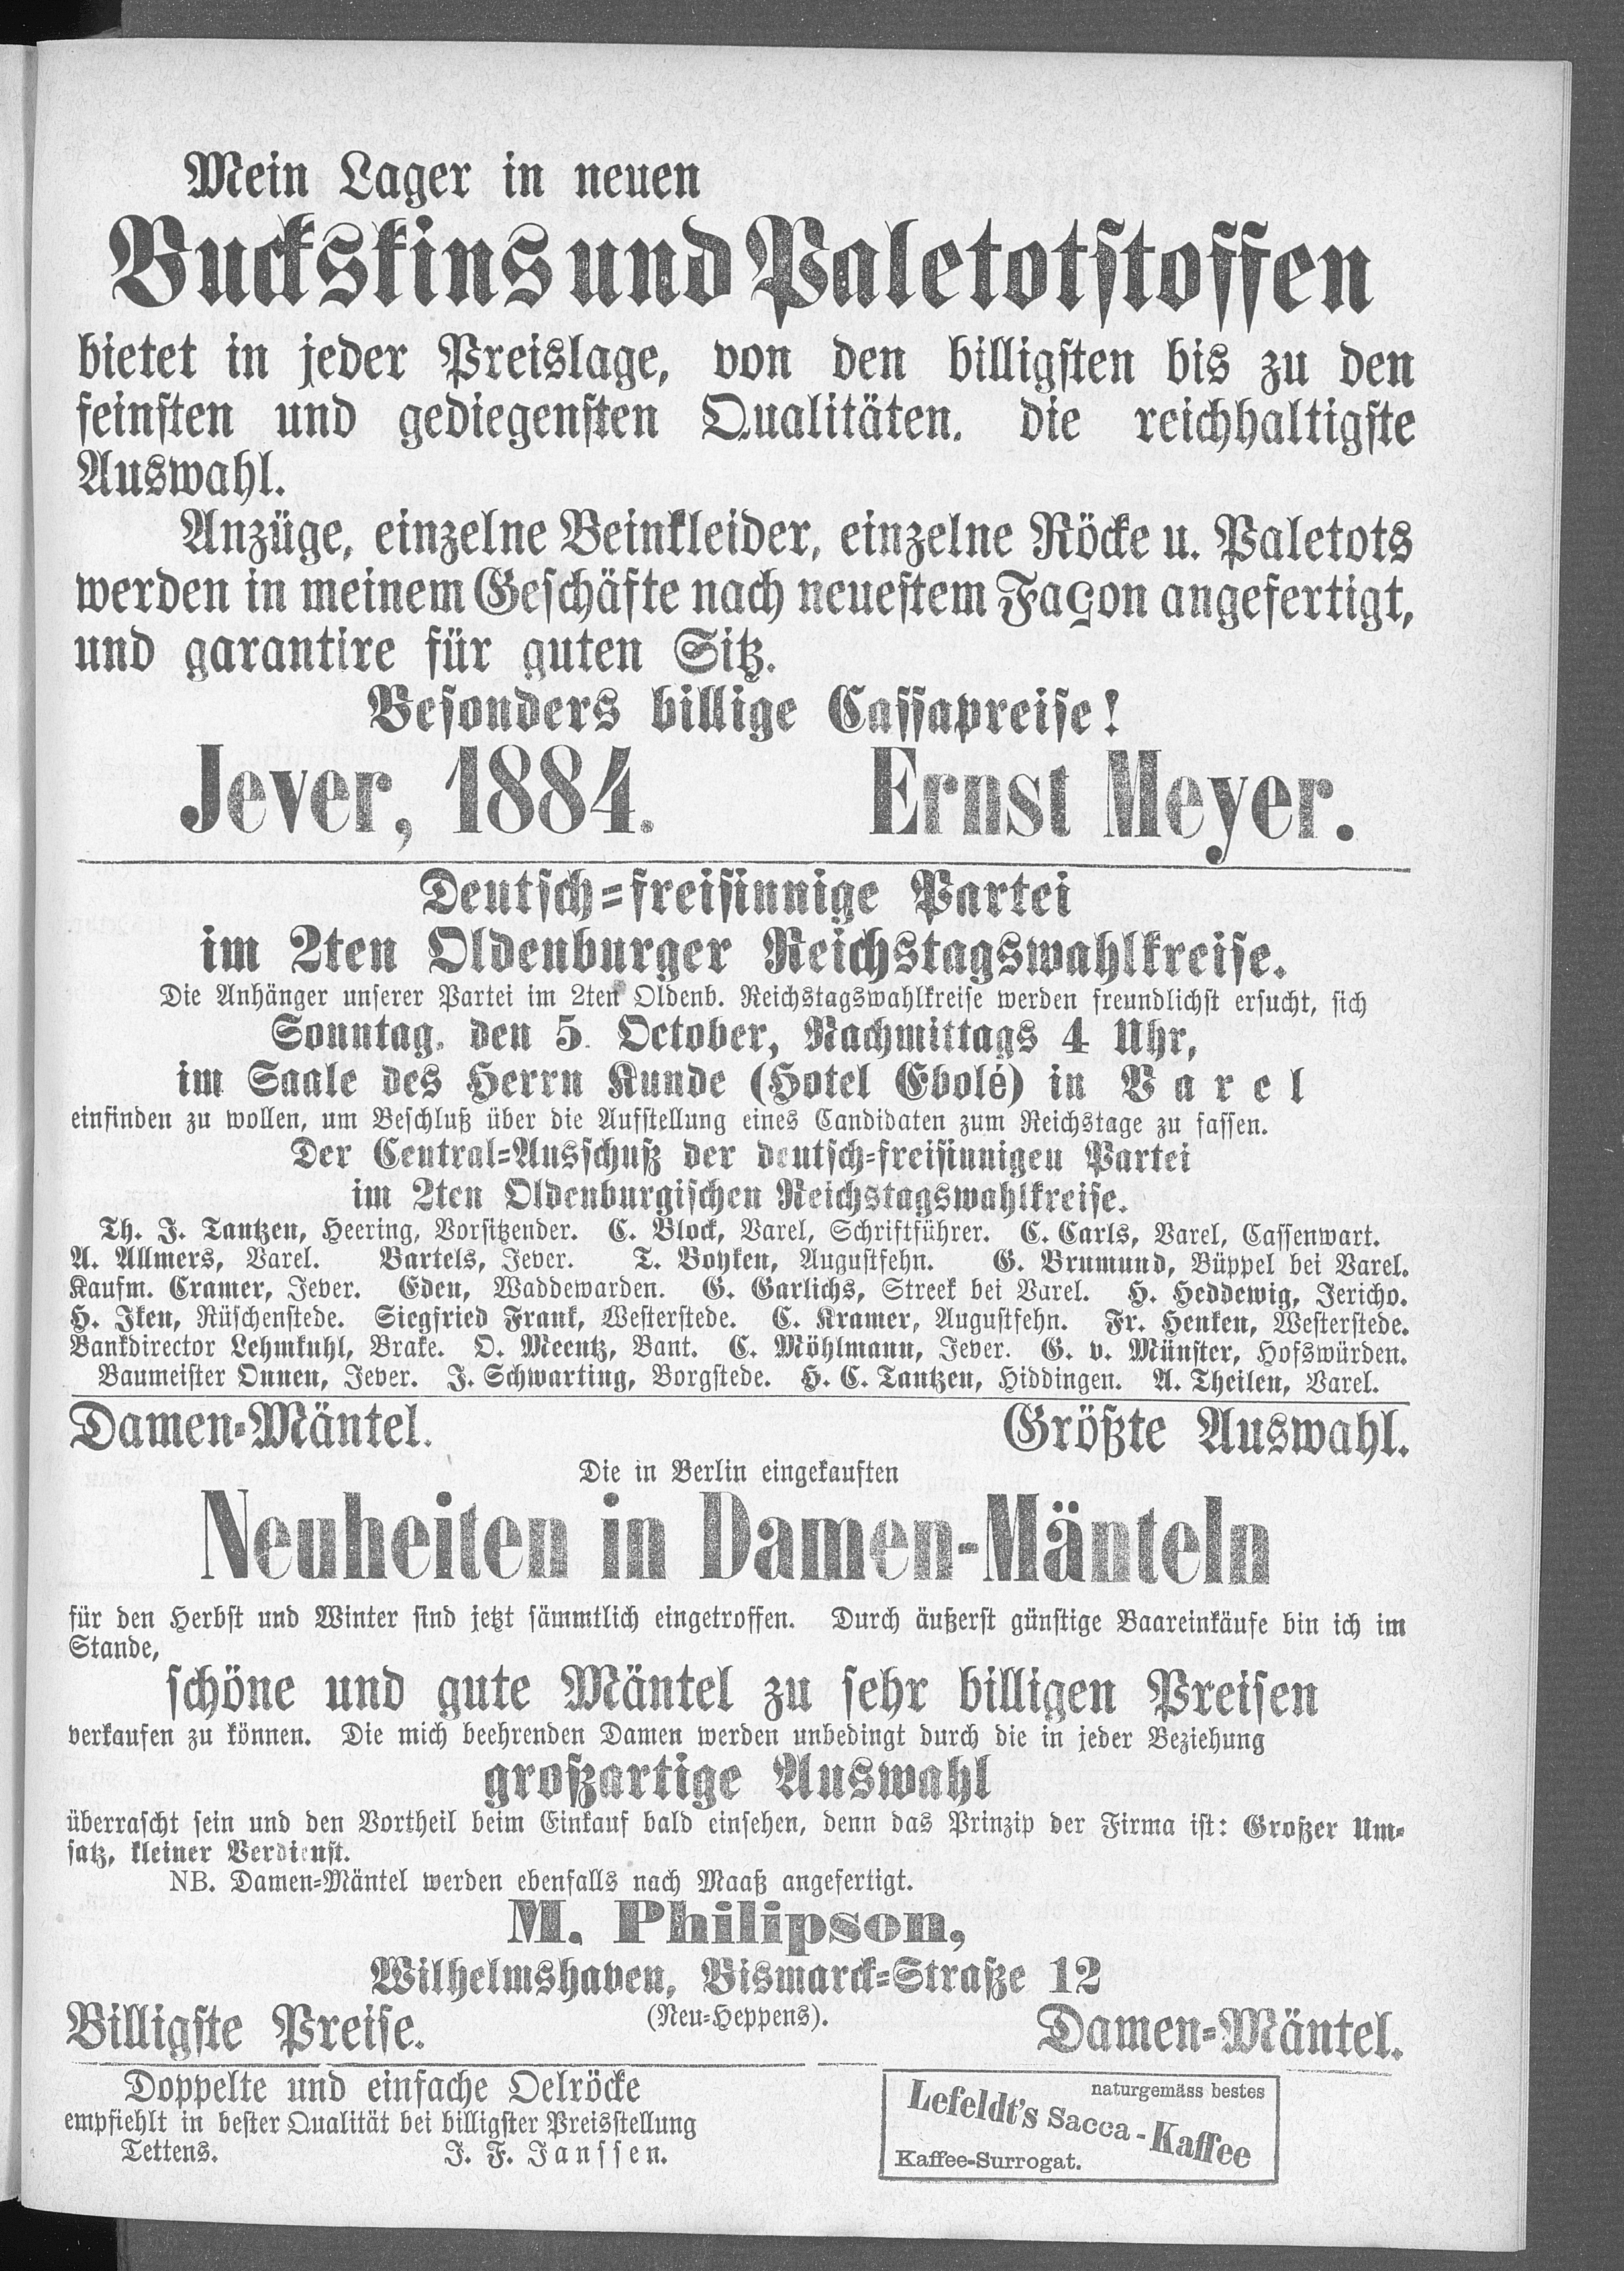 Mein Lager in neuen
Buckskins und Paletotstoffen
bietet in jeder Preislage, von den billigsten bis zu den
feinsten und gediegensten Qualitäten, die reichhaltigste
Auswahl.
Anzüge, einzelne Beinkleider, einzelne Röcke u. Paletots
werden in meinem Geschäfte nach neuestem Façon angefertigt,
und garantire für guten Sitz.
Besonders billige Cassapreise!
Jever, 1884. Ernst Meyer.
Deutsch-freisinnige Partei
im 2ten Oldenburger Reichstagswahlkreise.
Die Anhänger unserer Partei im 2ten Oldenb. Reichstagswahlkreise werden freundlichst ersucht, sich
Sonntag, den 5. October, Nachmittags 4 Uhr,
im Saale des Herrn Kunde (Hotel Ebolé) in Varel
einfinden zu wollen, um Beschluß über die Aufstellung eines Candidaten zum Reichstage zu fassen.
Der Central-Ausschuß der deutsch-freisinnigen Partei
im 2ten Oldenburgischen Reichstagswahlkreise.
Th. J. Tantzen, Heering, Vorsitzender. C. Block, Varel, Schriftführer. C. Carls, Varel, Cassenwart.
A. Allmers, Varel. Bartels, Jever. T. Boyken, Augustfehn. G. Brumund, Büppel bei Varel.
Kaufm. Cramer, Jever. Eden, Waddewarden. G. Garlichs, Streek bei Varel. H. Heddewig, Jericho.
H. Iken, Rüschenstede. Siegfried Frank, Westerstede. C. Kramer, Augustfehn. Fr. Henken, Westerstede.
Bankdirector Lehmkuhl, Brake. O. Meentz, Bant. C. Möhlmann, Jever. G. v. Münster, Hofswürden.
Baumeister Onnen, Jever. J. Schwarting, Borgstede. H. C. Tantzen, Hiddingen. A. Theilen, Varel.
Damen-Mäntel. Größte Auswahl.
Die in Berlin eingekauften
Neuheiten in Damen-Mänteln
für den Herbst und Winter sind jetzt sämmtlich eingetroffen. Durch äußerst günstige Baareinkäufe bin ich im
Stande,
schöne und gute Mäntel zu sehr billigen Preisen
verkaufen zu können. Die mich beehrenden Damen werden unbedingt durch die in jeder Beziehung
großartige Auswahl
überrascht sein und den Vortheil beim Einkauf bald einsehen, denn das Prinzip der Firma ist: Großer Um-
satz, kleiner Verdienst.
NB. Damen-Mäntel werden ebenfalls nach Maaß angefertigt.
M. Philipson,
Wilhelmshaven, Bismarck-Straße 12
Billigste Preise. (Neu-Heppens). Damen-Mäntel.
Doppelte und einfache Oelröcke
empfiehlt in bester Qualität bei billigster Preisstellung
Tettens. J. F. Janssen.
naturgemäss bestes
Lefeldt's Sacca-Kaffee
Kaffee-Surrogat.